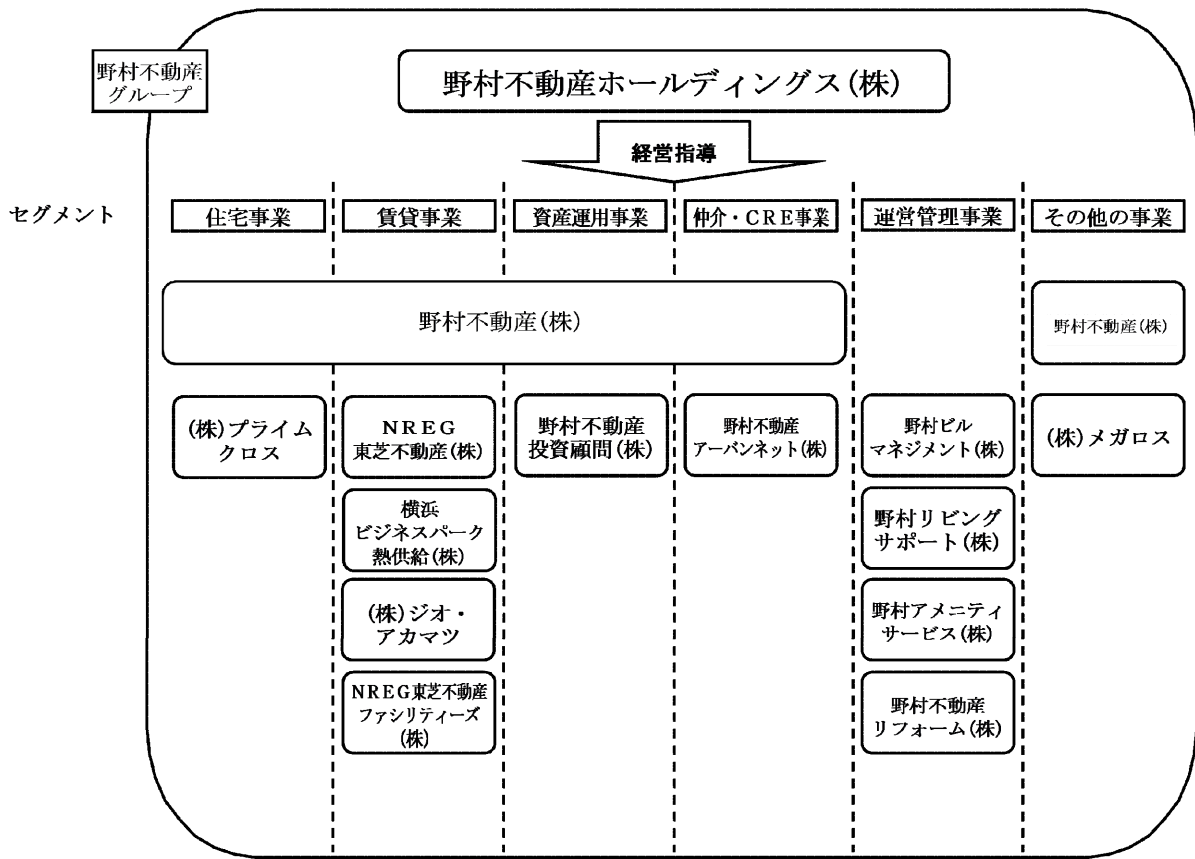 野村不動産
グループ
野村不動産ホールディングス(株)
経営指導
セグメント
住宅事業
賃貸事業
資産運用事業
仲介・CRE事業
運営管理事業
その他の事業
野村不動産(株)
野村不動産(株)
(株)プライム
クロス
NREG
東芝不動産(株)
野村不動産
投資顧問(株)
野村不動産
アーバンネット(株)
野村ビル
マネジメント(株)
(株)メガロス
横浜
ビジネスパーク
熱供給(株)
野村リビング
サポート(株)
(株)ジオ・
アカマツ
野村アメニティ
サービス(株)
NREG東芝不動産
ファシリティーズ
(株)
野村不動産
リフォーム(株)